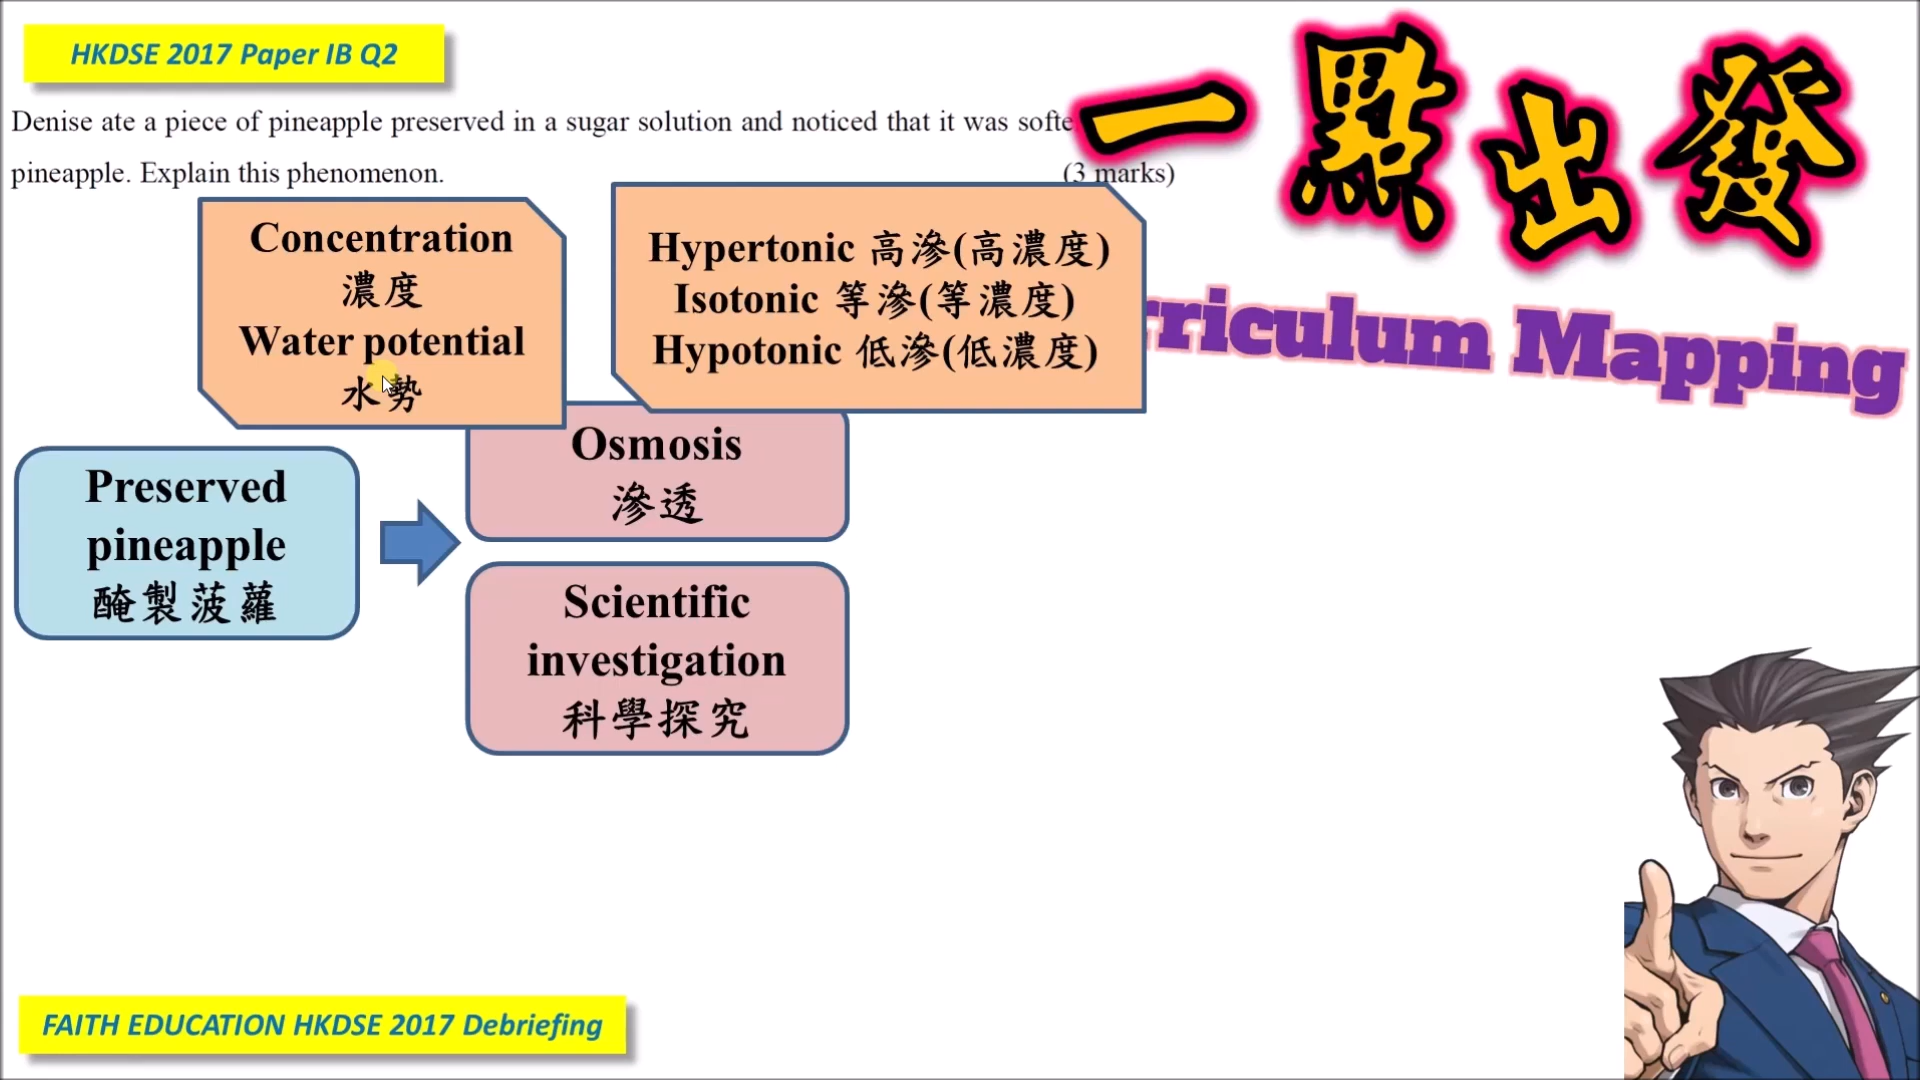 HKDSE 2017 Paper IB Q2
一點出發
Denise ate a piece of pineapple preserved in a sugar solution and noticed that it was softe
pineapple. Explain this phenomenon. (3 marks)
Concentration
濃度
Water potential
水勢
Hypertonic 高滲(高濃度)
Isotonic 等滲(等濃度)
Hypotonic 低滲(低濃度)
rriculum Mapping
Osmosis
滲透
Preserved
pineapple
醃製菠蘿
Scientific
investigation
科學探究
FAITH EDUCATION HKDSE 2017 Debriefing